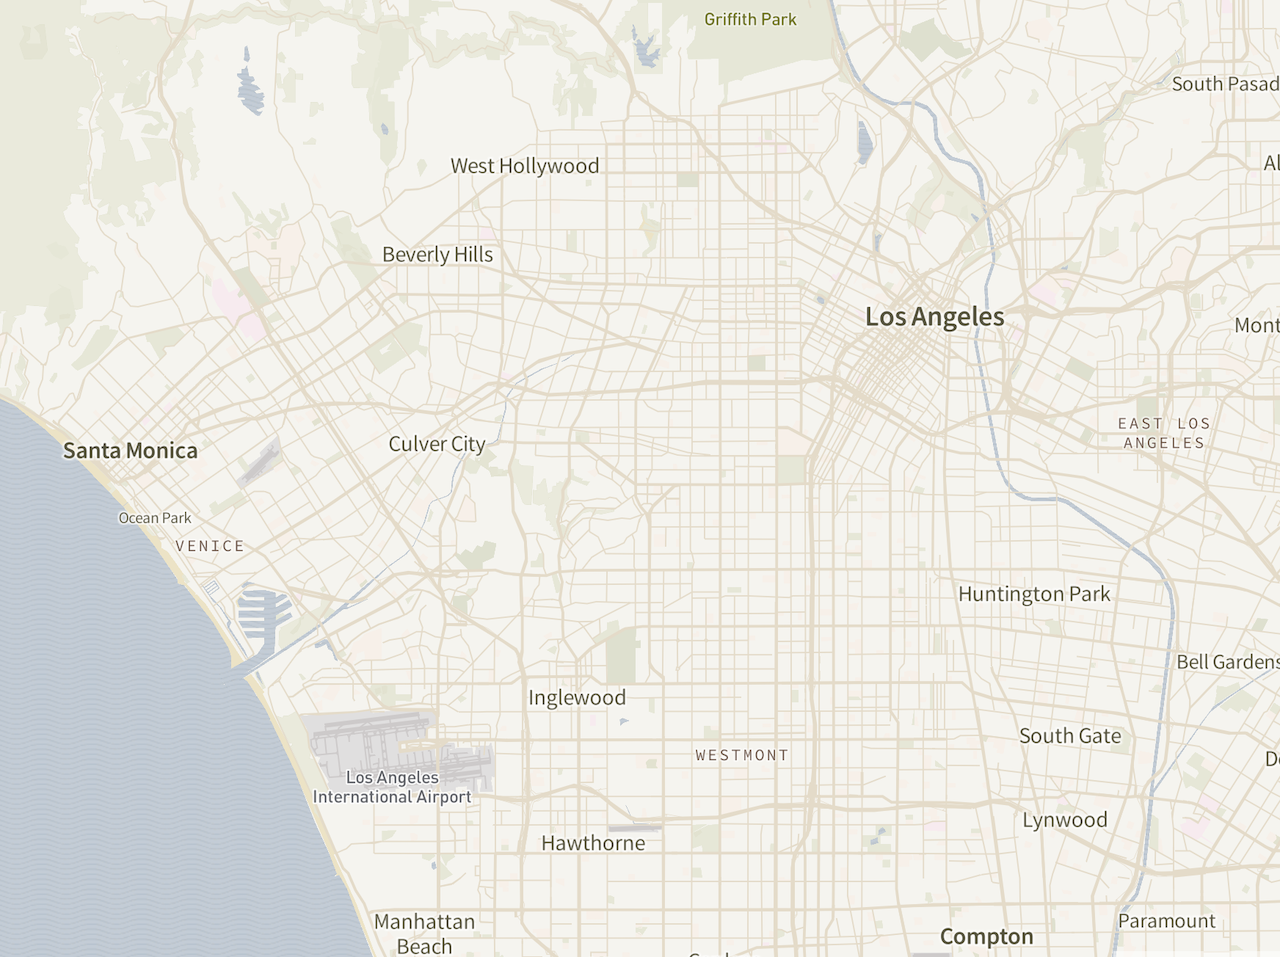 Griffith Park
South Pasad
West Hollywood
Al
Beverly Hills
Los Angeles
Mont
EAST LOS
ANGELES
Santa Monica
Culver City
Ocean Park
VENICE
Huntington Park
Bell Gardens
Inglewood
South Gate
WESTMONT
De
Los Angeles
International Airport
Lynwood
Hawthorne
Manhattan
Beach
Paramount
Compton